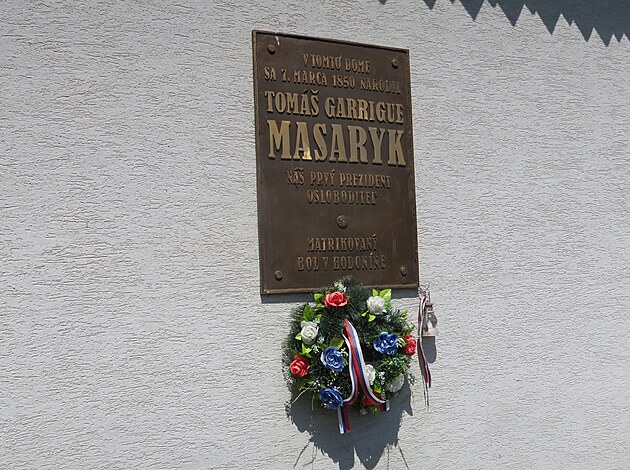 V TOMTO DOME
SA 7. MARCA 1850 NARODIL
TOMÁŠ GARRIGUE
MASARYK
NÁŠ PRVÝ PREZIDENT
OSLOBODITEĽ
MATRIKOVANÝ
BOL V HODONÍNE